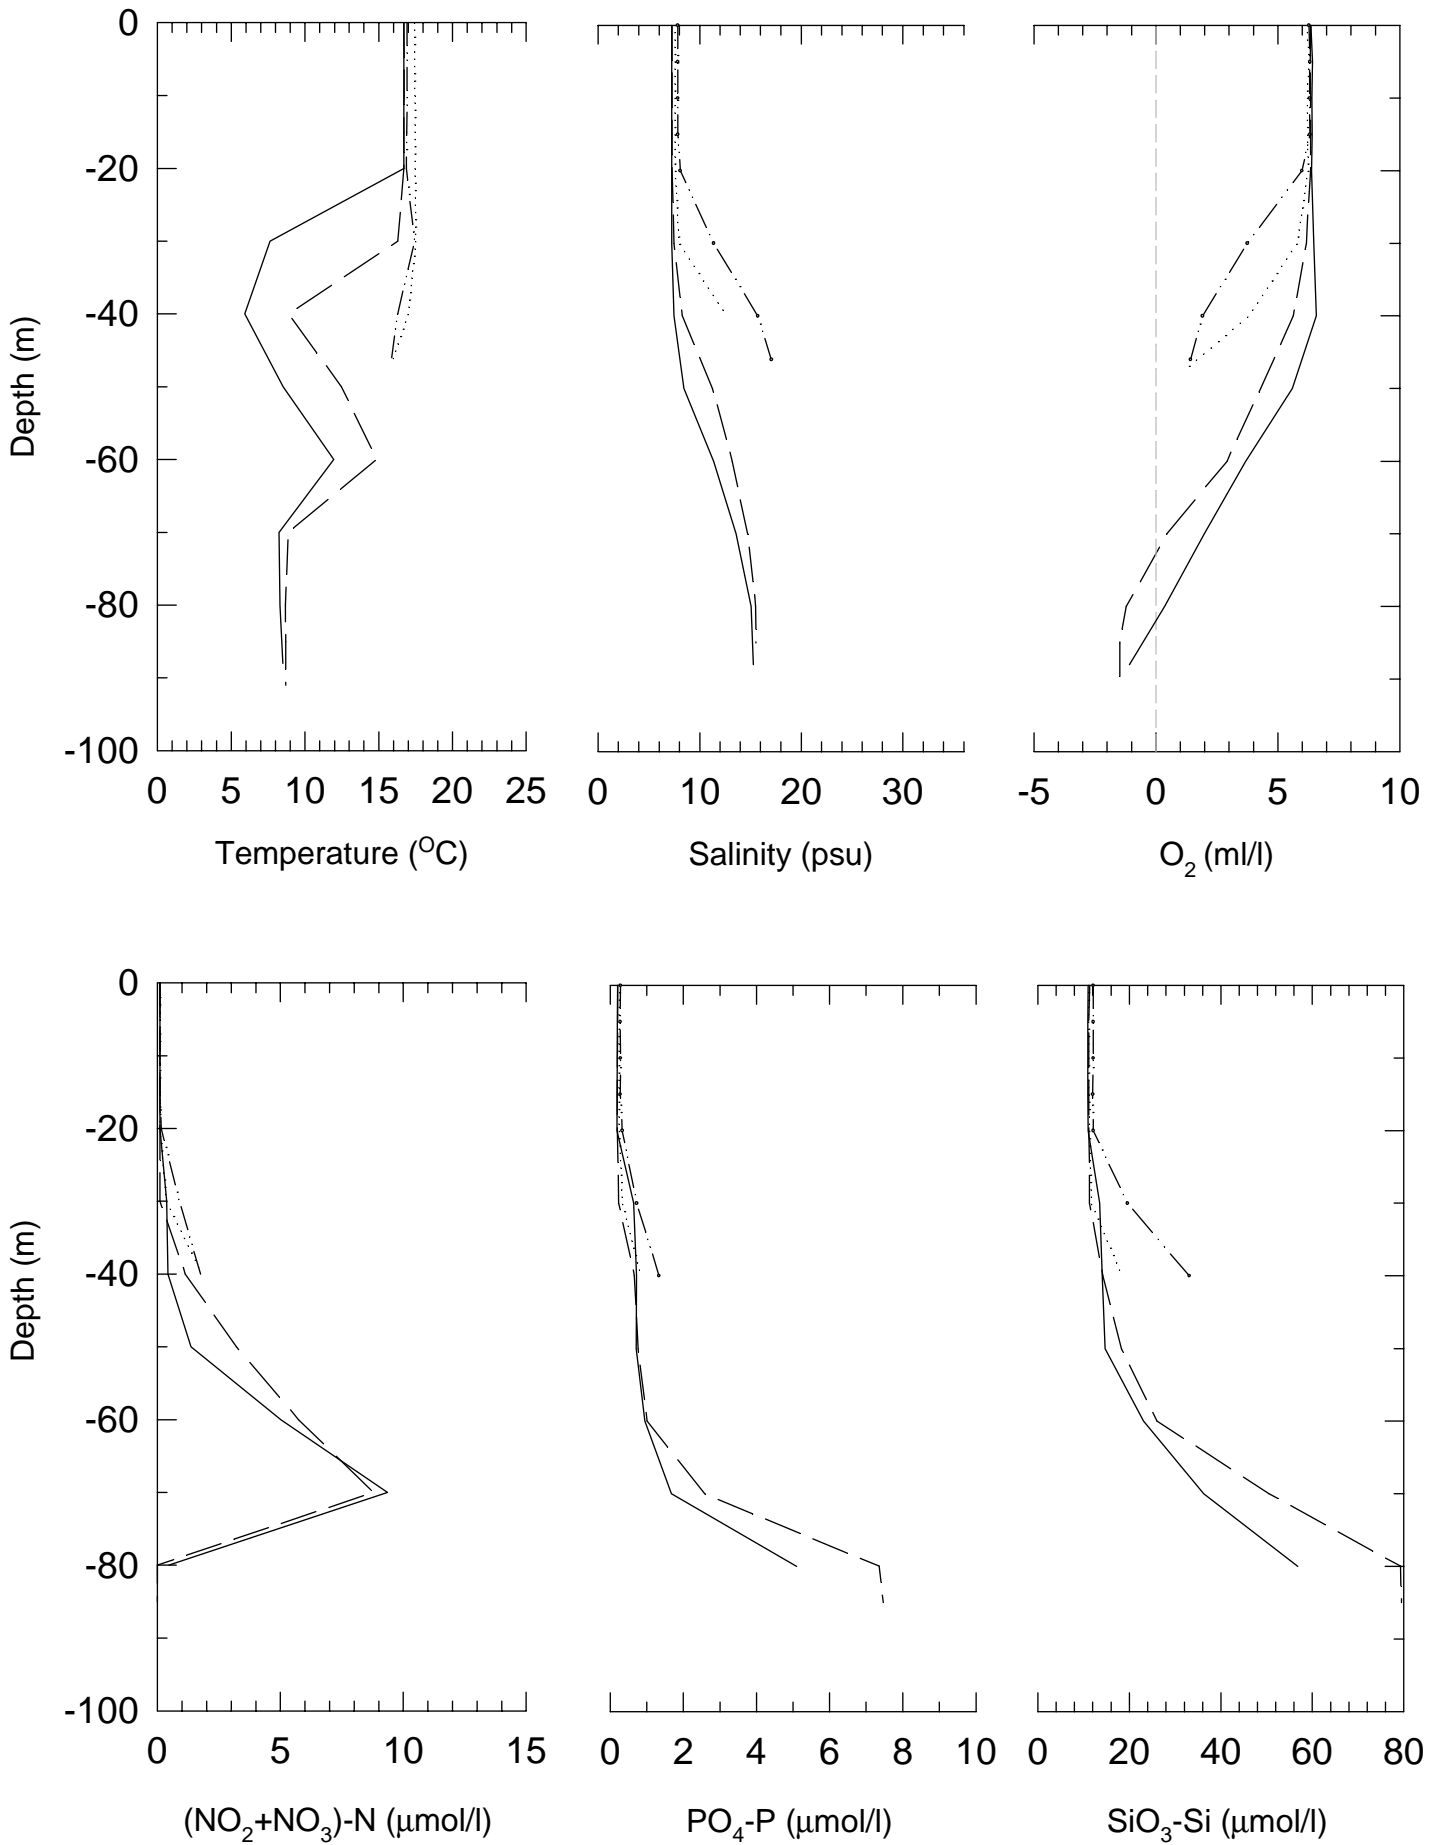 0
-20
-40
-60
-80
-100
Depth (m)
0 5 10 15 20 25
Temperature (ᴼC)
0 10 20 30
Salinity (psu)
-5 0 5 10
O₂ (ml/l)
0
-20
-40
-60
-80
-100
Depth (m)
0 5 10 15
(NO₂+NO₃)-N (μmol/l)
0 2 4 6 8 10
PO₄-P (μmol/l)
0 20 40 60 80
SiO₃-Si (μmol/l)